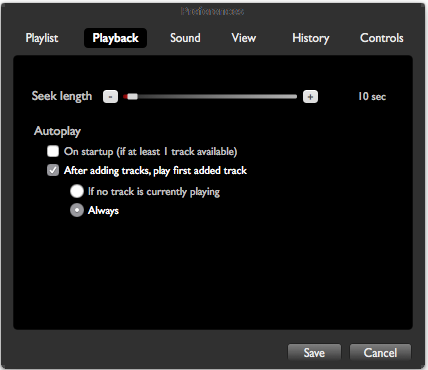 Preferences
Playlist Playback Sound View History Controls
Seek length - + 10 sec
Autoplay
On startup (if at least 1 track available)
After adding tracks, play first added track
If no track is currently playing
Always
Save Cancel